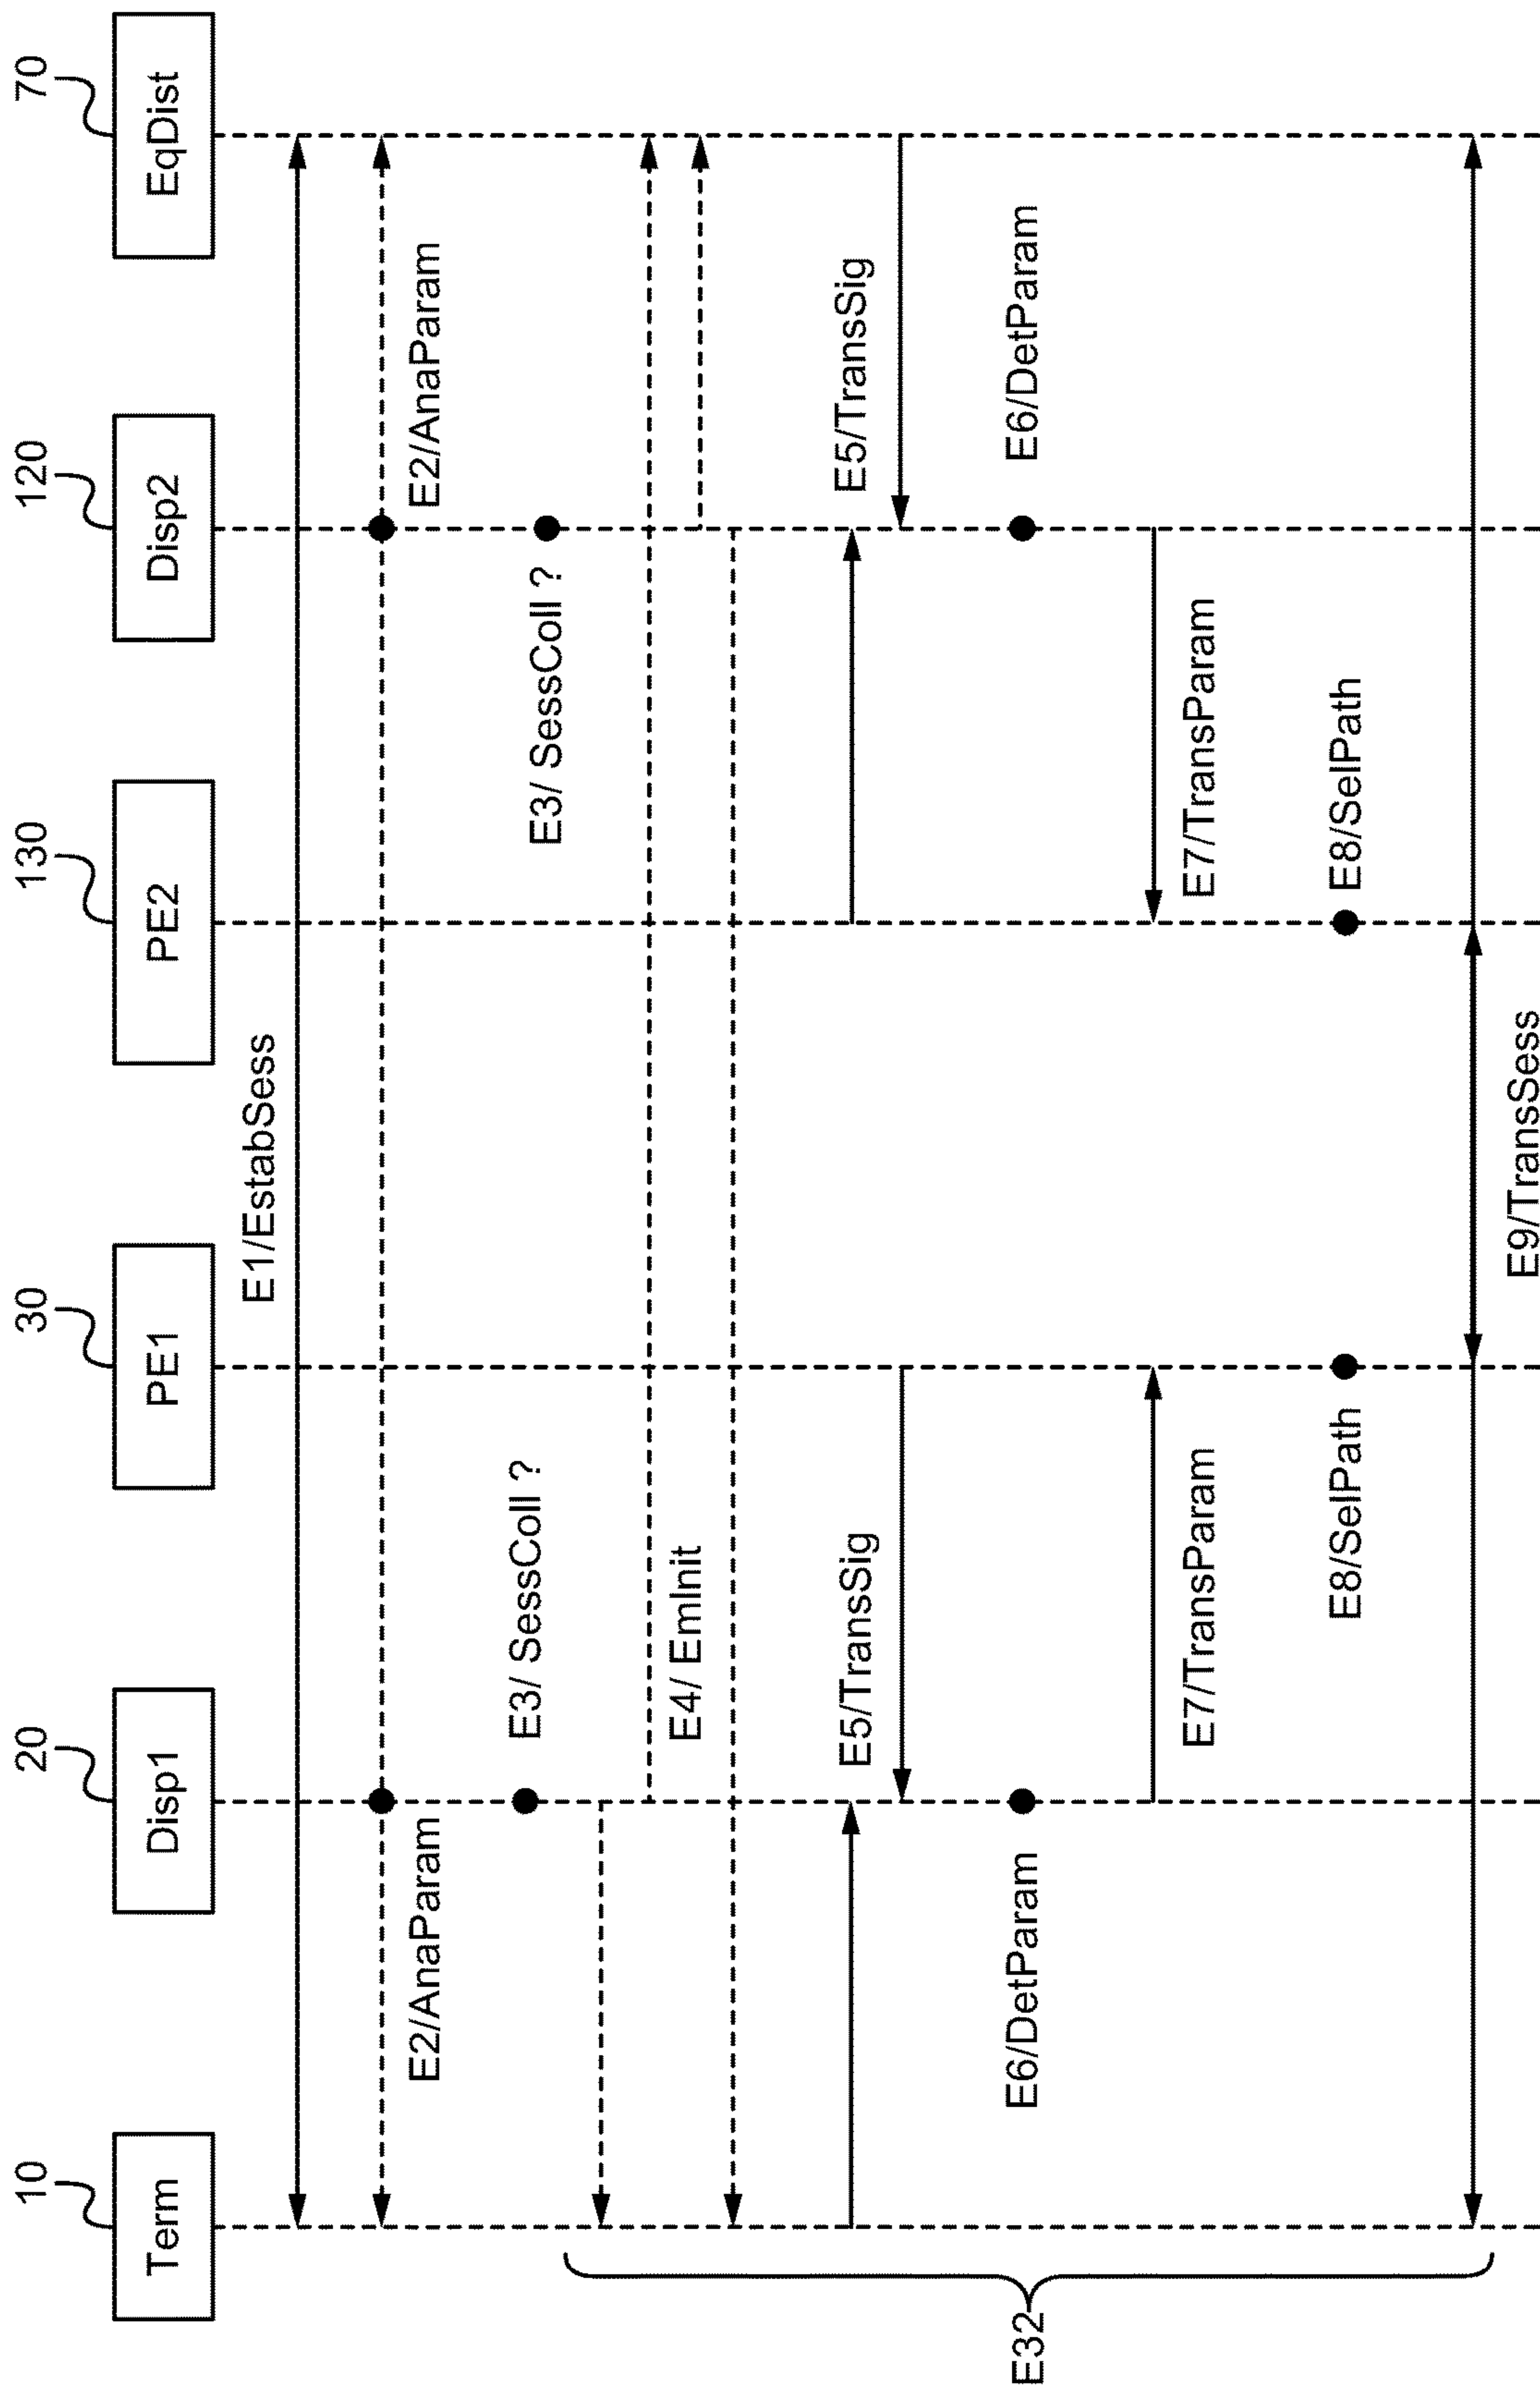 10
20
30
130
120
70
Term
Disp1
PE1
PE2
Disp2
EqDist
E1/EstabSess
E2/AnaParam
E2/AnaParam
E3/ SessColl ?
E3/ SessColl ?
E4/ EmInit
E5/TransSig
E5/TransSig
E6/DetParam
E6/DetParam
E32
E7/TransParam
E7/TransParam
E8/SelPath
E8/SelPath
E9/TransSess